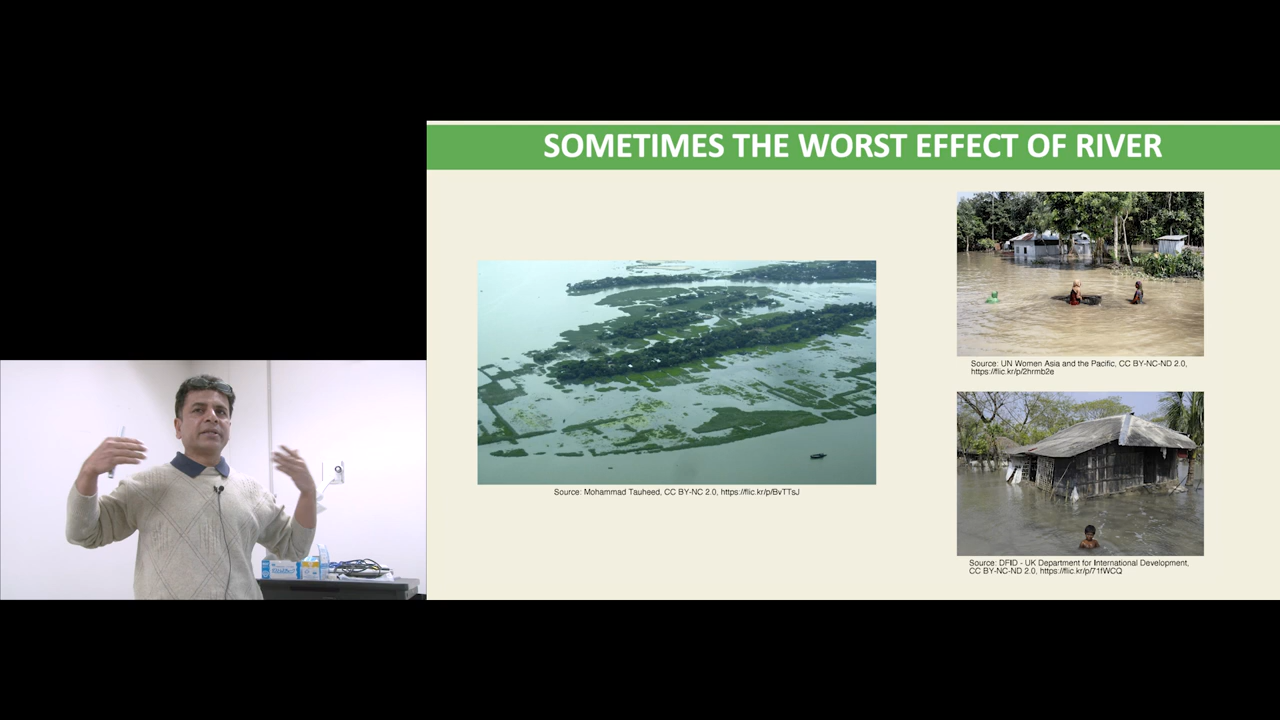 SOMETIMES THE WORST EFFECT OF RIVER
Source: Mohammad Tauheed, CC BY-NC 2.0, https://flic.kr/p/BvTTsJ
Source: UN Women Asia and the Pacific, CC BY-NC-ND 2.0,
https://flic.kr/p/2hrmb2e
Source: DFID - UK Department for International Development,
CC BY-NC-ND 2.0, https://flic.kr/p/71fWCQ